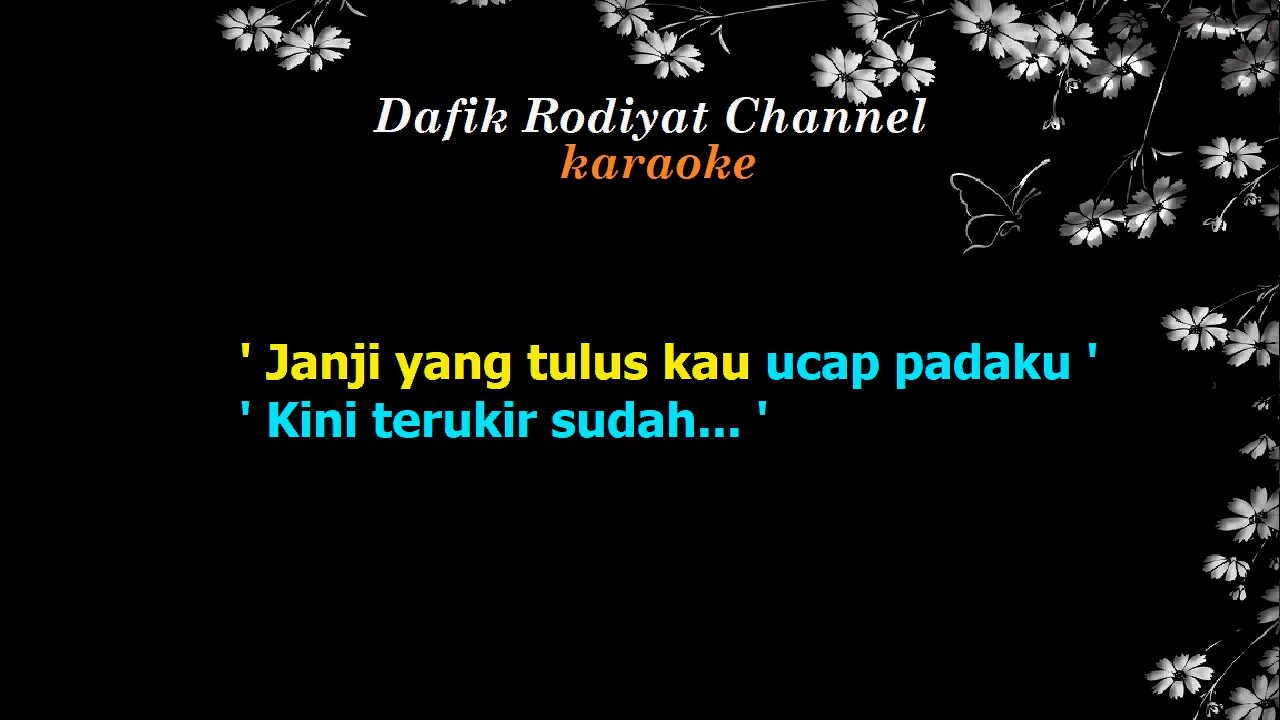 Dafik Rodiyat Channel
karaoke
' Janji yang tulus kau ucap padaku '
' Kini terukir sudah... '